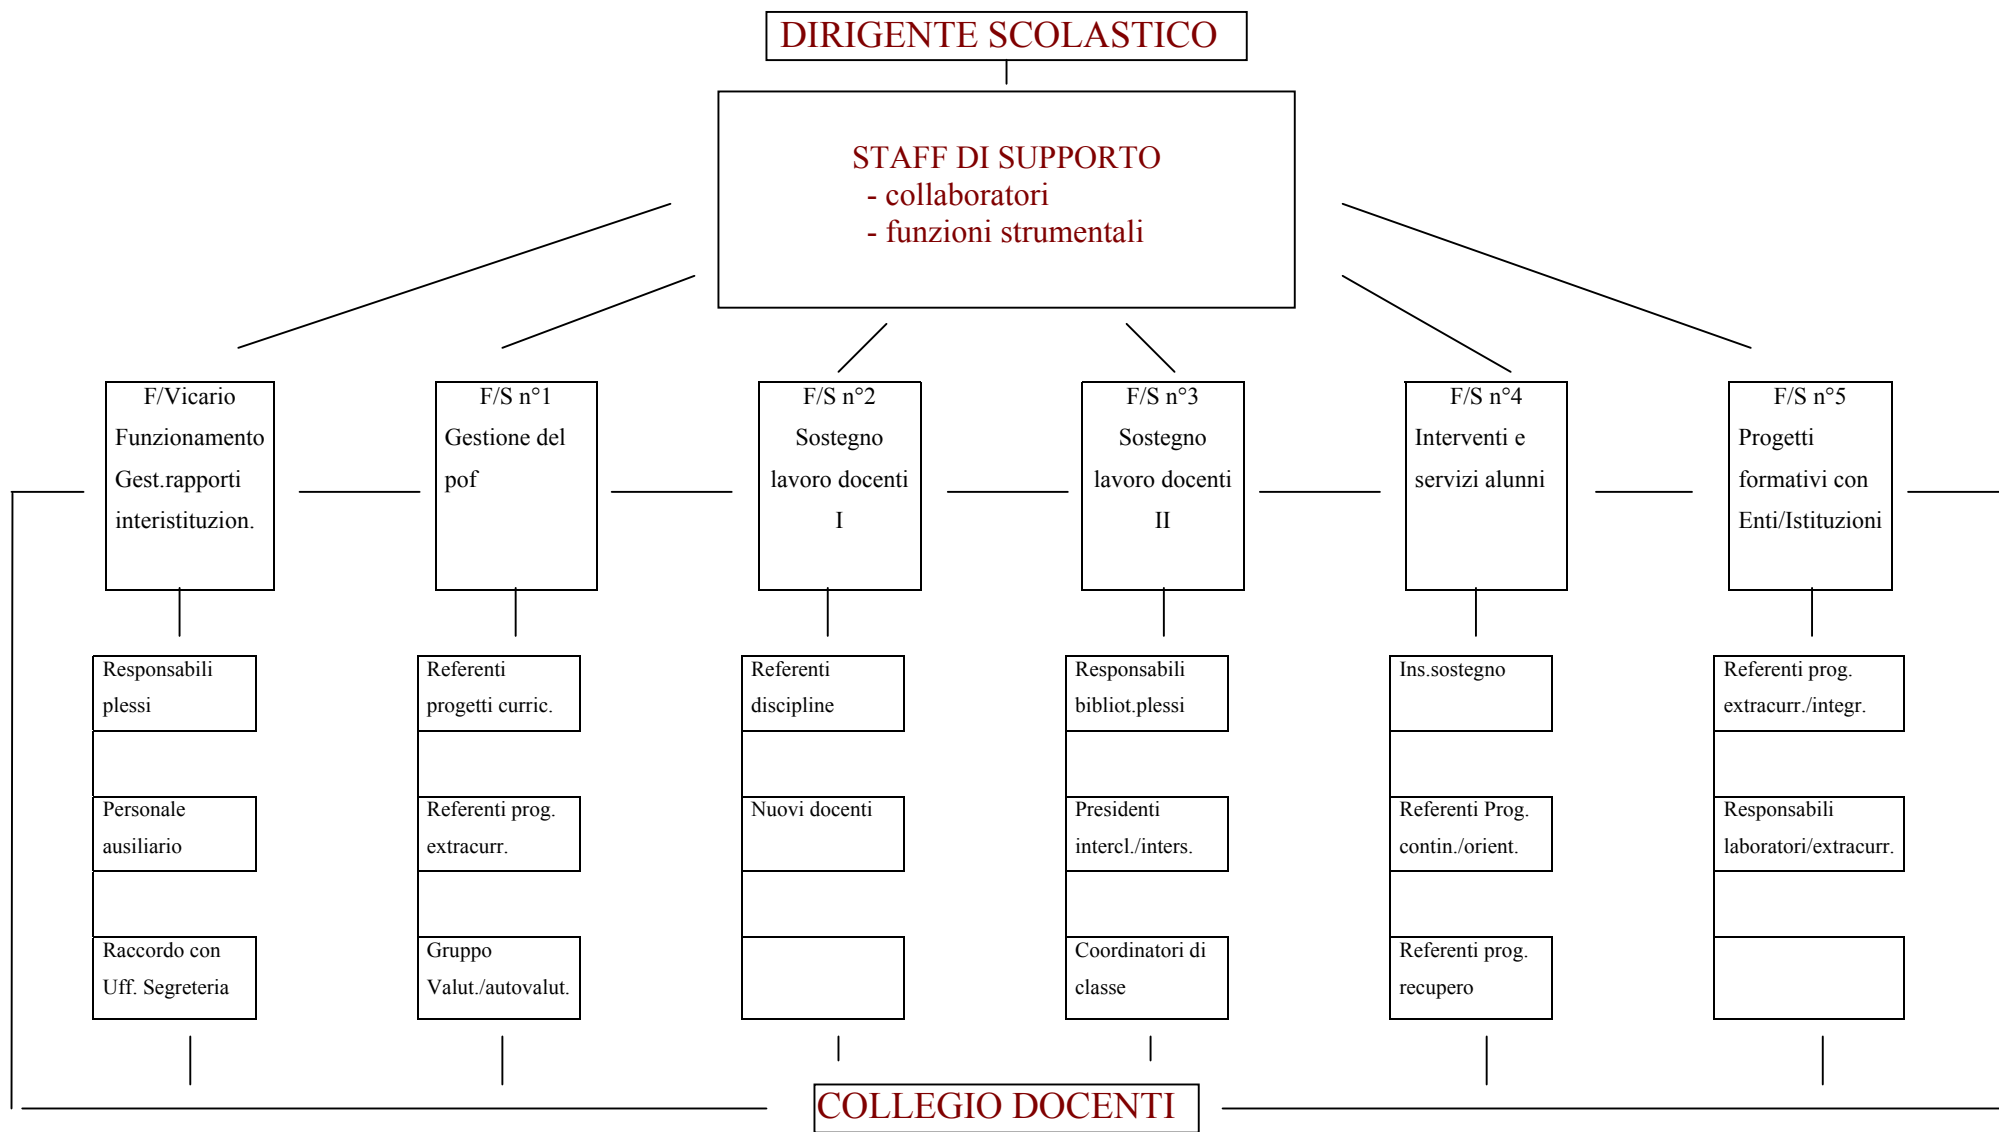 DIRIGENTE SCOLASTICO
STAFF DI SUPPORTO
- collaboratori
- funzioni strumentali
F/Vicario
Funzionamento
Gest.rapporti
interistituzion.
F/S n°1
Gestione del
pof
F/S n°2
Sostegno
lavoro docenti
I
F/S n°3
Sostegno
lavoro docenti
II
F/S n°4
Interventi e
servizi alunni
F/S n°5
Progetti
formativi con
Enti/Istituzioni
Responsabili
plessi
Referenti
progetti curric.
Referenti
discipline
Responsabili
bibliot.plessi
Ins.sostegno
Referenti prog.
extracurr./integr.
Personale
ausiliario
Referenti prog.
extracurr.
Nuovi docenti
Presidenti
intercl./inters.
Referenti Prog.
contin./orient.
Responsabili
laboratori/extracurr.
Raccordo con
Uff. Segreteria
Gruppo
Valut./autovalut.
Coordinatori di
classe
Referenti prog.
recupero
COLLEGIO DOCENTI